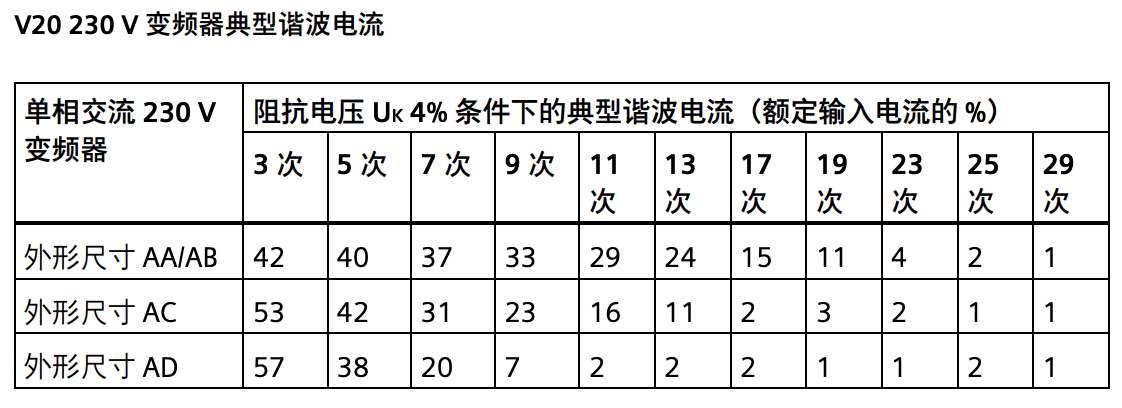 V20 230 V 变频器典型谐波电流
单相交流 230 V 变频器 阻抗电压 UK 4% 条件下的典型谐波电流（额定输入电流的 %）
3 次 5 次 7 次 9 次 11 次 13 次 17 次 19 次 23 次 25 次 29 次
外形尺寸 AA/AB 42 40 37 33 29 24 15 11 4 2 1
外形尺寸 AC 53 42 31 23 16 11 2 3 2 1 1
外形尺寸 AD 57 38 20 7 2 2 2 1 1 2 1